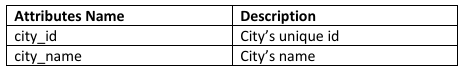 Attributes Name Description
city_id City’s unique id
city_name City’s name